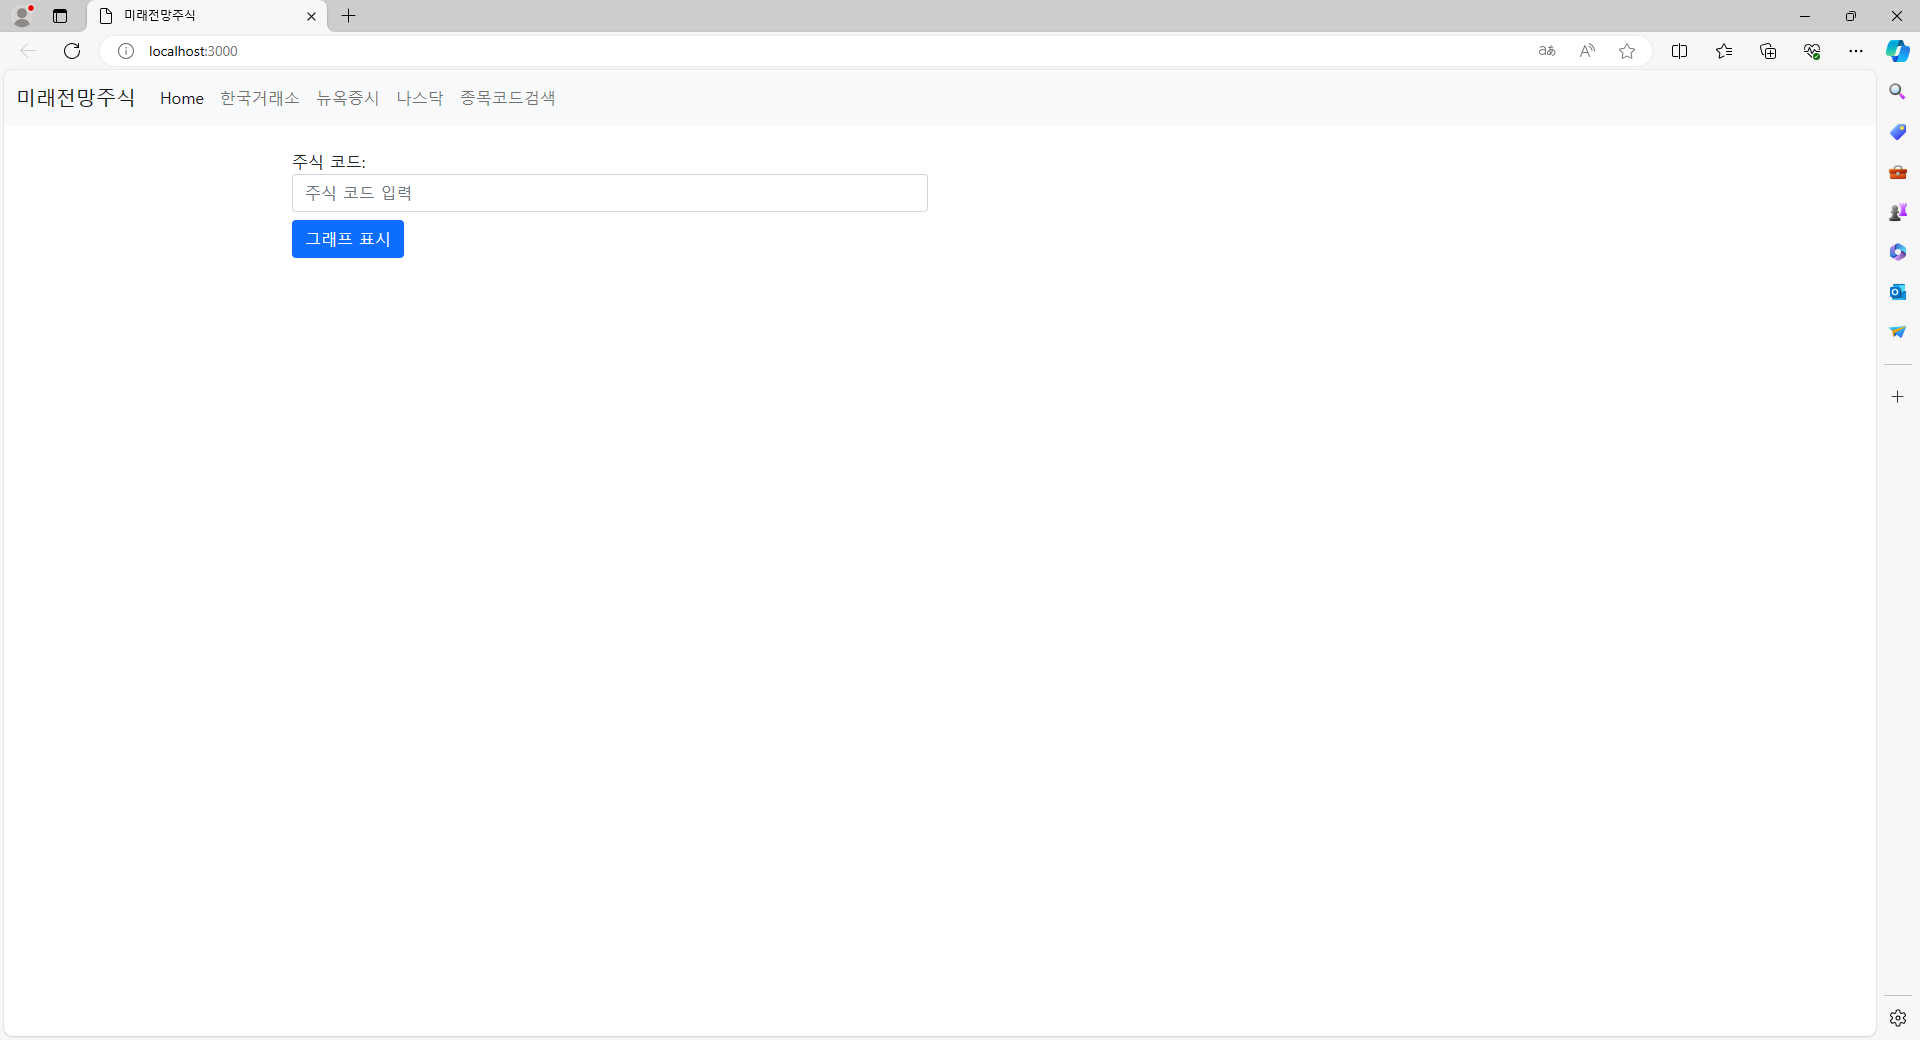 미래전망주식
localhost:3000
미래전망주식 Home 한국거래소 뉴욕증시 나스닥 종목코드검색
주식 코드:
주식 코드 입력
그래프 표시